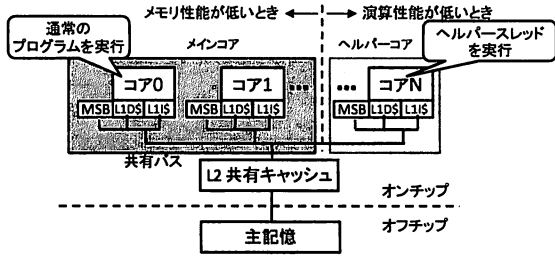 メモリ性能が低いとき
演算性能が低いとき
通常の
プログラムを実行
メインコア
ヘルパーコア
ヘルパースレッド
を実行
コア0
コア1
...
...
コアN
MSB L1D$ L1I$
MSB L1D$ L1I$
MSB L1D$ L1I$
共有バス
L2 共有キャッシュ
オンチップ
オフチップ
主記憶